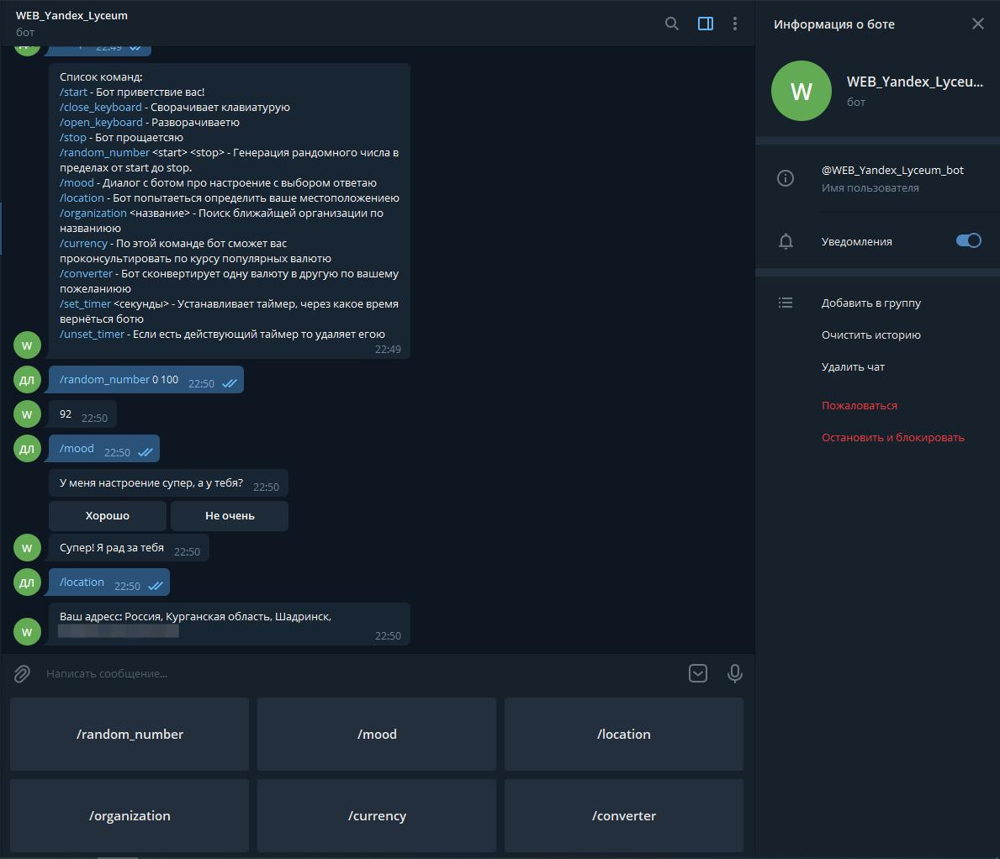 WEB_Yandex_Lyceum
бот
22:49
Список команд:
/start - Бот приветствие вас!
/close_keyboard - Сворачивает клавиатурую
/open_keyboard - Разворачиваетю
/stop - Бот прощаетсяю
/random_number <start> <stop> - Генерация рандомного числа в
пределах от start до stop.
/mood - Диалог с ботом про настроение с выбором ответаю
/location - Бот попытаеться определить ваше местоположениею
/organization <название> - Поиск ближайщей организации по
названиюю
/currency - По этой команде бот сможет вас
проконсультировать по курсу популярных валютю
/converter - Бот сконвертирует одну валюту в другую по вашему
пожеланиюю
/set_timer <секунды> - Устанавливает таймер, через какое время
вернёться ботю
/unset_timer - Если есть действующий таймер то удаляет егою
22:49
W
ДЛ
/random_number 0 100 22:50
W
92 22:50
ДЛ
/mood 22:50
У меня настроение супер, а у тебя? 22:50
Хорошо
Не очень
W
Супер! Я рад за тебя 22:50
ДЛ
/location 22:50
Ваш адресс: Россия, Курганская область, Шадринск,
W
22:50
Написать сообщение...
/random_number
/mood
/location
/organization
/currency
/converter
Информация о боте
W
WEB_Yandex_Lyceu...
бот
@WEB_Yandex_Lyceum_bot
Имя пользователя
Уведомления
Добавить в группу
Очистить историю
Удалить чат
Пожаловаться
Остановить и блокировать